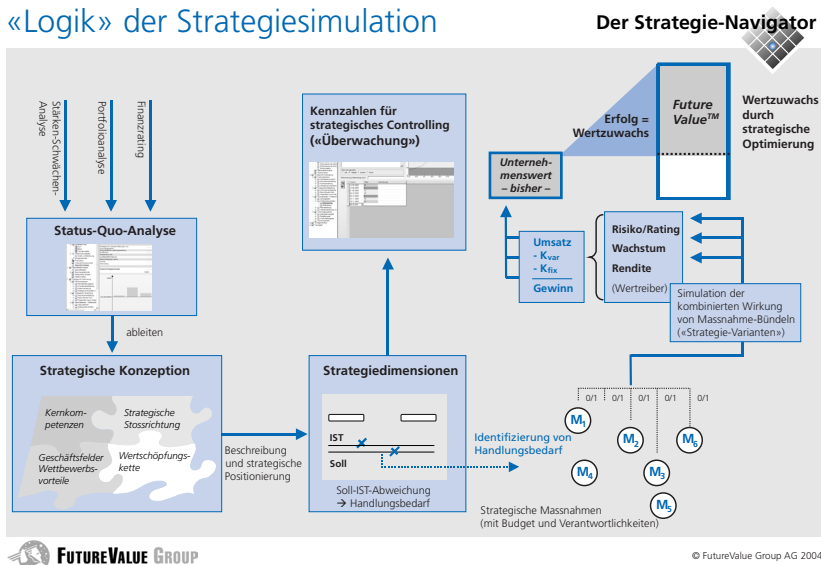 «Logik» der Strategiesimulation
Der Strategie-Navigator
Stärken-Schwächen-
Analyse
Portfolioanalyse
Finanzrating
Status-Quo-Analyse
ableiten
Strategische Konzeption
Kernkom-
petenzen
Strategische
Stossrichtung
Geschäftsfelder
Wettbewerbs-
vorteile
Wertschöpfungs-
kette
Beschreibung
und strategische
Positionierung
Kennzahlen für
strategisches Controlling
(«Überwachung»)
Strategiedimensionen
IST
Soll
Soll-IST-Abweichung
→ Handlungsbedarf
Identifizierung von
Handlungsbedarf
Erfolg =
Wertzuwachs
Future
Value™
Wertzuwachs
durch
strategische
Optimierung
Unterneh-
menswert
– bisher –
Umsatz
- Kvar
- Kfix
Gewinn
Risiko/Rating
Wachstum
Rendite
(Wertreiber)
Simulation der
kombinierten Wirkung
von Massnahme-Bündeln
(«Strategie-Varianten»)
0/1 0/1 0/1 0/1 0/1
M1
M2
M6
M4
M3
M5
Strategische Massnahmen
(mit Budget und Verantwortlichkeiten)
FUTUREVALUE GROUP
© FutureValue Group AG 2004